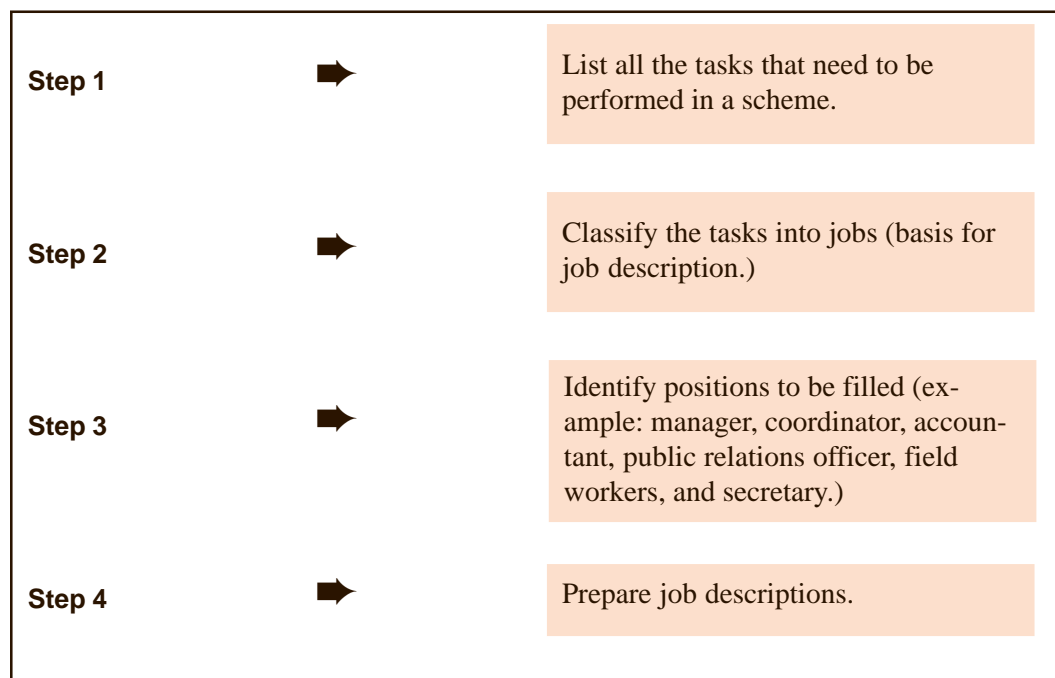 Step 1
List all the tasks that need to be
performed in a scheme.
Step 2
Classify the tasks into jobs (basis for
job description.)
Step 3
Identify positions to be filled (ex-
ample: manager, coordinator, accoun-
tant, public relations officer, field
workers, and secretary.)
Step 4
Prepare job descriptions.